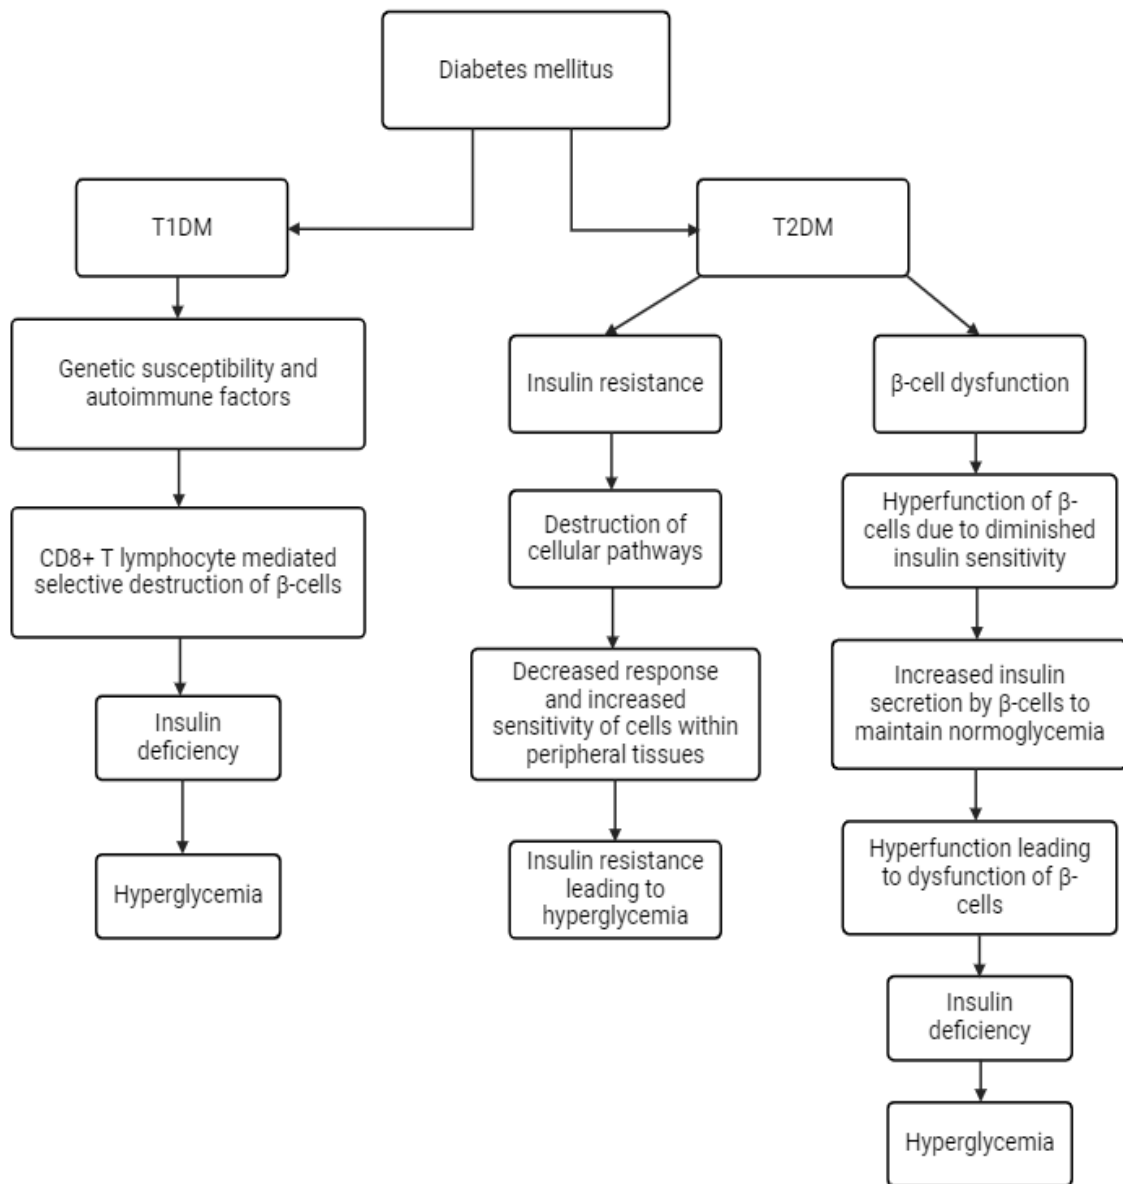 Diabetes mellitus
T1DM
T2DM
Genetic susceptibility and
autoimmune factors
CD8+ T lymphocyte mediated
selective destruction of β-cells
Insulin
deficiency
Hyperglycemia
Insulin resistance
Destruction of
cellular pathways
Decreased response
and increased
sensitivity of cells within
peripheral tissues
Insulin resistance
leading to
hyperglycemia
β-cell dysfunction
Hyperfunction of β-
cells due to diminished
insulin sensitivity
Increased insulin
secretion by β-cells to
maintain normoglycemia
Hyperfunction leading
to dysfunction of β-
cells
Insulin
deficiency
Hyperglycemia